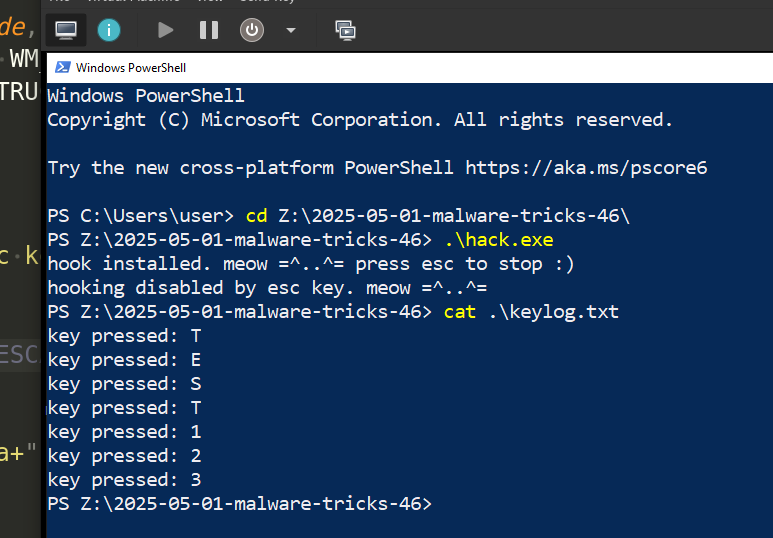 de,
WM
TRU
c k
ESC
a+"
Windows PowerShell
Windows PowerShell
Copyright (C) Microsoft Corporation. All rights reserved.
Try the new cross-platform PowerShell https://aka.ms/pscore6
PS C:\Users\user> cd Z:\2025-05-01-malware-tricks-46\
PS Z:\2025-05-01-malware-tricks-46> .\hack.exe
hook installed. meow =^..^= press esc to stop :)
hooking disabled by esc key. meow =^..^=
PS Z:\2025-05-01-malware-tricks-46> cat .\keylog.txt
key pressed: T
key pressed: E
key pressed: S
key pressed: T
key pressed: 1
key pressed: 2
key pressed: 3
PS Z:\2025-05-01-malware-tricks-46>